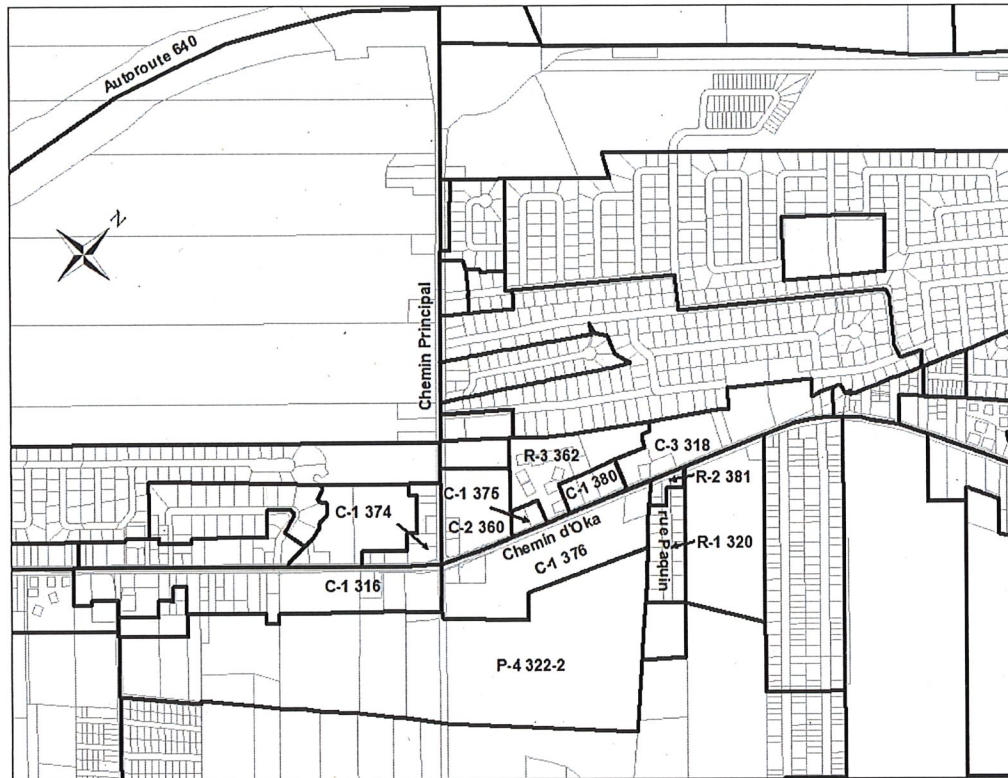 Autoroute 640
N
Chemin Principal
R-3 362
C-3 318
C-1 375
C-1 380
R-2 381
C-1 374
C-2 360
Chemin d'Oka
C-1 376
rue Paquin
R-1 320
C-1 316
P-4 322-2